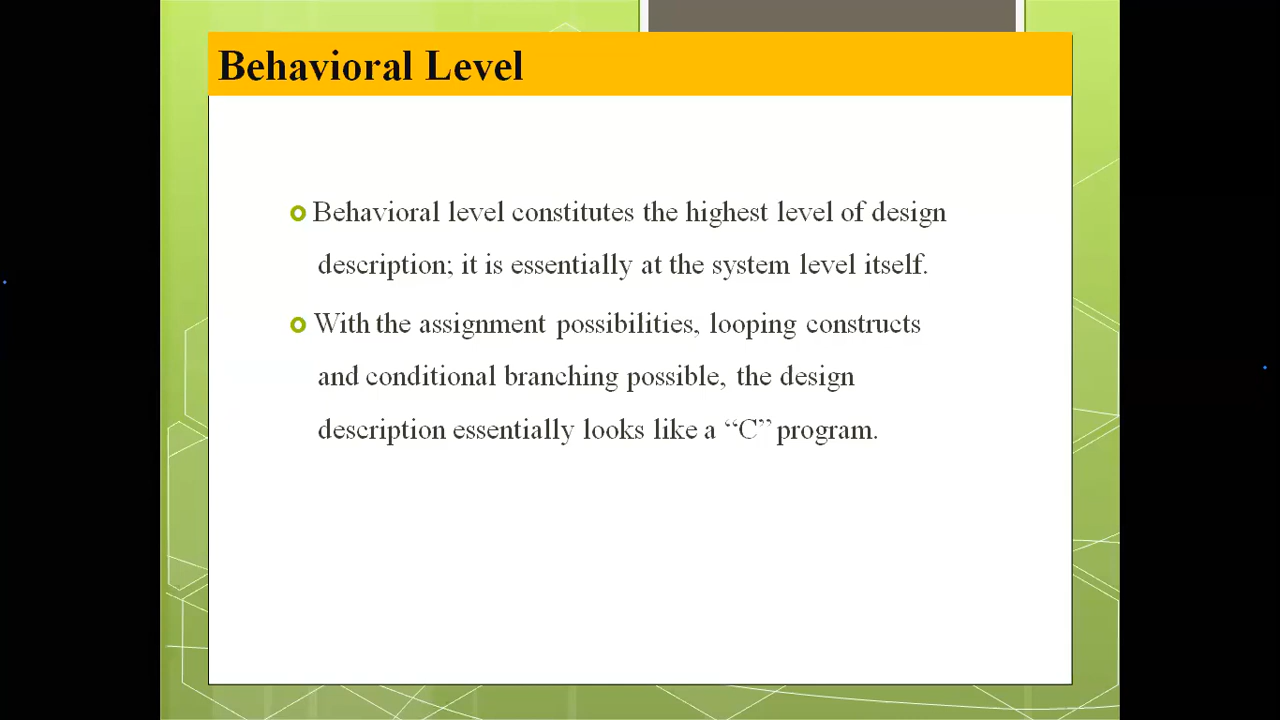 Behavioral Level
Behavioral level constitutes the highest level of design
description; it is essentially at the system level itself.
With the assignment possibilities, looping constructs
and conditional branching possible, the design
description essentially looks like a “C” program.